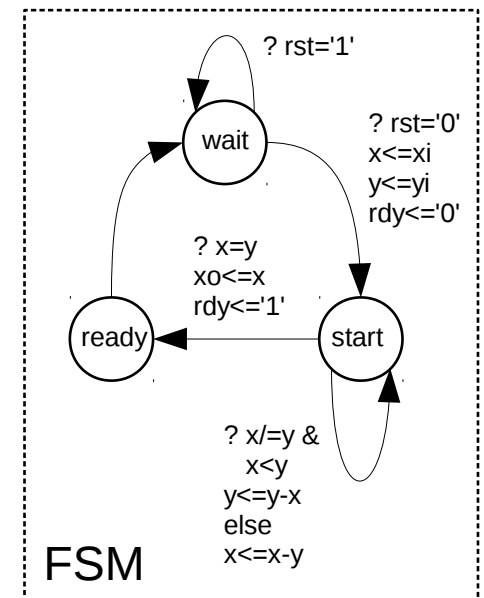 ? rst='1'
wait
? rst='0'
x<=xi
y<=yi
rdy<='0'
? x=y
xo<=x
rdy<='1'
ready
start
? x/=y &
x<y
y<=y-x
else
x<=x-y
FSM